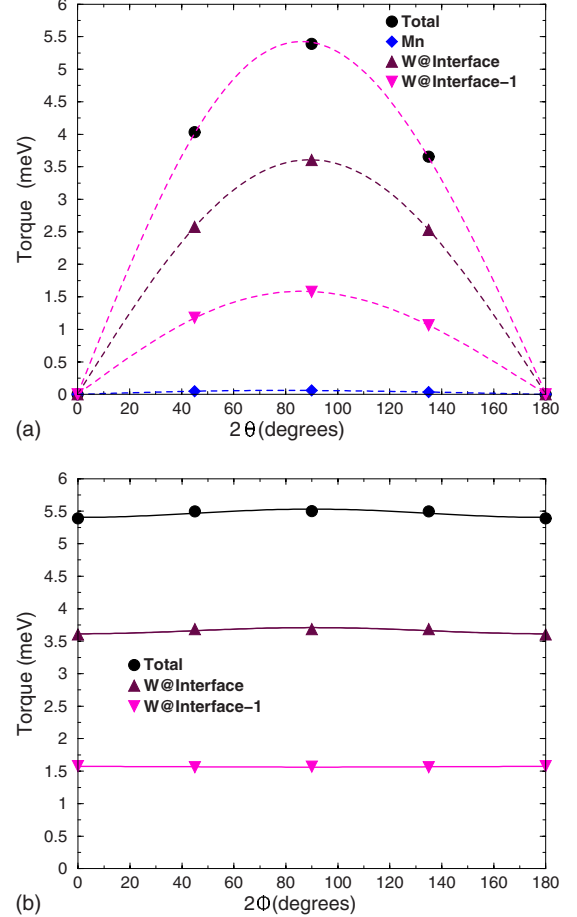 6
5.5
5
4.5
4
3.5
3
2.5
2
1.5
1
0.5
0
Torque (meV)
Total
Mn
W@Interface
W@Interface-1
0 20 40 60 80 100 120 140 160 180
(a) 2θ(degrees)
6
5.5
5
4.5
4
3.5
3
2.5
2
1.5
1
0.5
0
Torque (meV)
Total
W@Interface
W@Interface-1
0 20 40 60 80 100 120 140 160 180
(b) 2Φ(degrees)